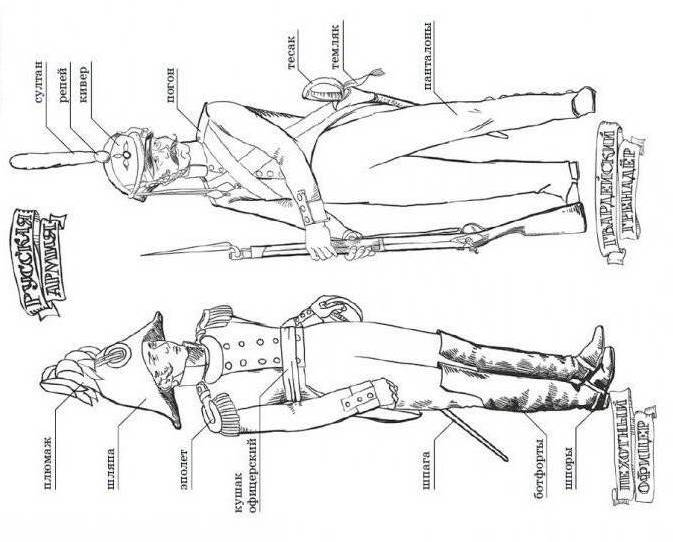 РУССКАЯ
АРМИЯ
султан
репей
кивер
погон
тесак
темляк
панталоны
ГВАРДЕЙСКИЙ
ГРЕНАДЁР
плюмаж
шляпа
эполет
кушак
офицерский
шпага
ботфорты
шпоры
ПЕХОТНЫЙ
ОФИЦЕР